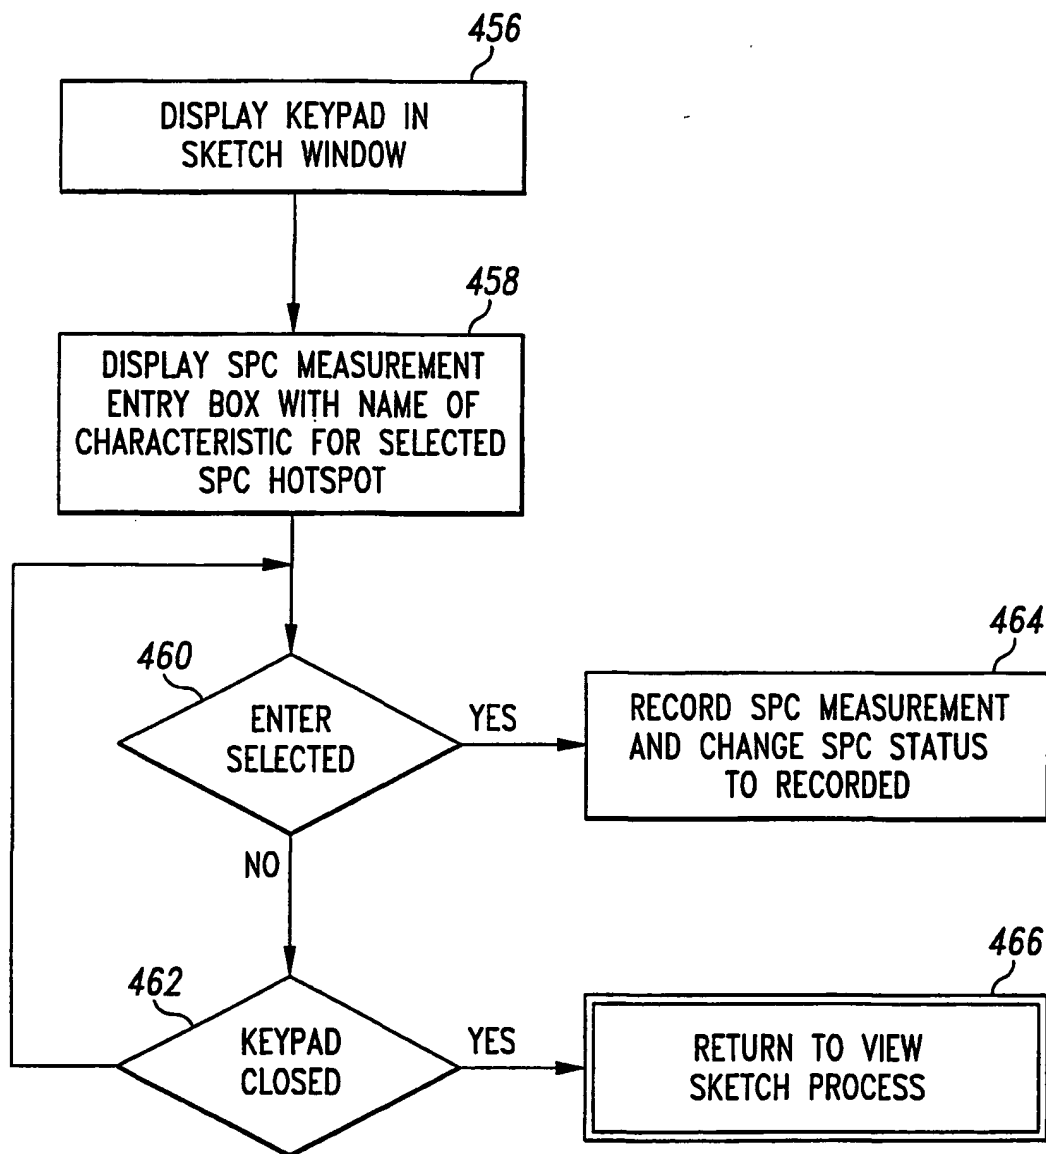 456
DISPLAY KEYPAD IN
SKETCH WINDOW
458
DISPLAY SPC MEASUREMENT
ENTRY BOX WITH NAME OF
CHARACTERISTIC FOR SELECTED
SPC HOTSPOT
460
ENTER
SELECTED
YES
464
RECORD SPC MEASUREMENT
AND CHANGE SPC STATUS
TO RECORDED
NO
462
KEYPAD
CLOSED
YES
466
RETURN TO VIEW
SKETCH PROCESS